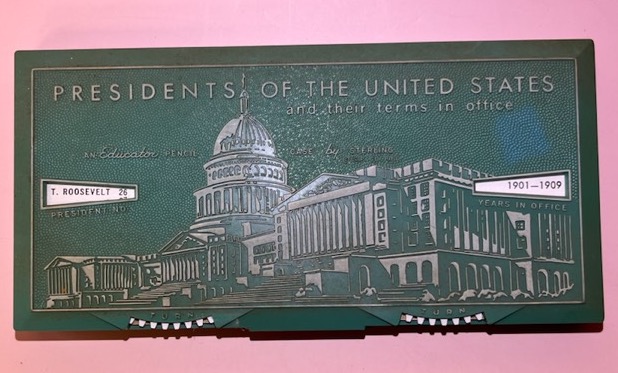 PRESIDENTS OF THE UNITED STATES
and their terms in office
AN Educator PENCIL CASE by STERLING
T. ROOSEVELT 26
1901—1909
PRESIDENT NO.
YEARS IN OFFICE
TURN
TURN